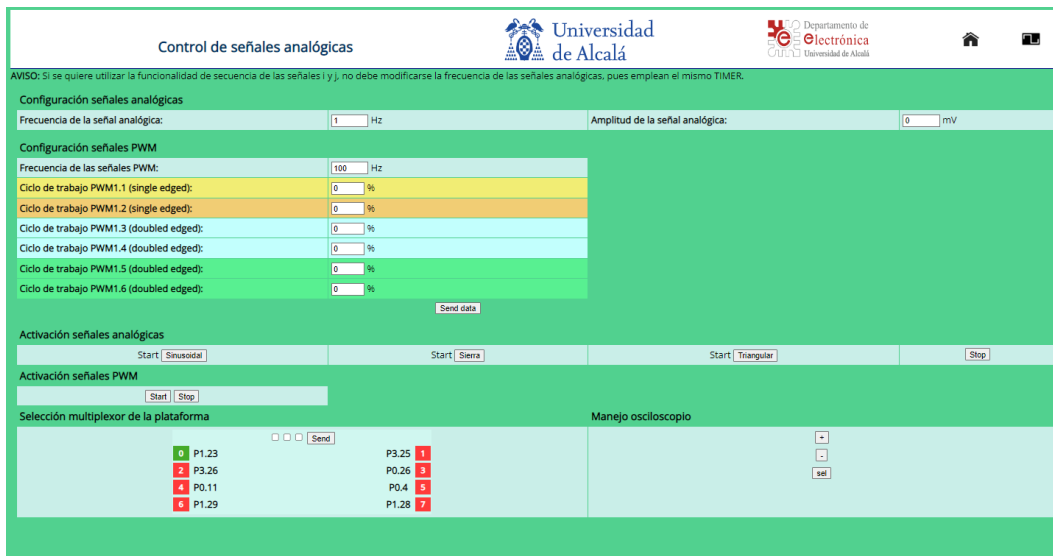 Control de señales analógicas
Universidad
de Alcalá
Departamento de
electrónica
Universidad de Alcalá
AVISO: Si se quiere utilizar la funcionalidad de secuencia de las señales i y j, no debe modificarse la frecuencia de las señales analógicas, pues emplean el mismo TIMER.
Configuración señales analógicas
Frecuencia de la señal analógica: 1 Hz Amplitud de la señal analógica: 0 mV
Configuración señales PWM
Frecuencia de las señales PWM: 100 Hz
Ciclo de trabajo PWM1.1 (single edged): 0 %
Ciclo de trabajo PWM1.2 (single edged): 0 %
Ciclo de trabajo PWM1.3 (doubled edged): 0 %
Ciclo de trabajo PWM1.4 (doubled edged): 0 %
Ciclo de trabajo PWM1.5 (doubled edged): 0 %
Ciclo de trabajo PWM1.6 (doubled edged): 0 %
Send data
Activación señales analógicas
Start Sinusoidal Start Sierra Start Triangular Stop
Activación señales PWM
Start Stop
Selección multiplexor de la plataforma Manejo osciloscopio
Send +
0 P1.23 P3.25 1 -
2 P3.26 P0.26 3 sel
4 P0.11 P0.4 5
6 P1.29 P1.28 7